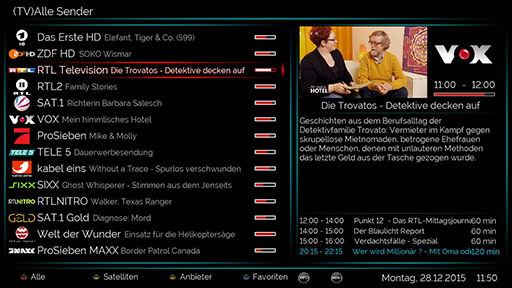 (TV)Alle Sender
Das Erste HD Elefant, Tiger & Co. (599)
ZDF HD SOKO Wismar
RTL Television Die Trovatos - Detektive decken auf
RTL2 Family Stories
SAT.1 Richterin Barbara Salesch
VOX Mein himmlisches Hotel
ProSieben Mike & Molly
TELE 5 Dauerwerbesendung
kabel eins Without a Trace - Spurlos verschwunden
SIXX Ghost Whisperer - Stimmen aus dem Jenseits
RTLNITRO Walker, Texas Ranger
SAT.1 Gold Diagnose: Mord
Welt der Wunder Einsatz für die Helikoptersäge
ProSieben MAXX Border Patrol Canada
HOTEL
VOX
11:00 - 12:00
Die Trovatos - Detektive decken auf
Geschichten aus dem Berufsalltag der
Detektivfamilie Trovato: Vermieter im Kampf gegen
skrupellose Mietnomaden, betrogene Ehefrauen
oder Menschen, denen mit unlauteren Methoden
das letzte Geld aus der Tasche gezogen wurde.
12:00 - 14:00 Punkt 12 - Das RTL-Mittagsjourna 60 min
14:00 - 15:00 Der Blaulicht Report 60 min
15:00 - 16:00 Verdachtsfälle - Spezial 60 min
20:15 - 22:15 Wer wird Millionär ? - Mit Oma od 120 min
Alle Satelliten Anbieter Favoriten INFO MENU Montag, 28.12.2015 11:50